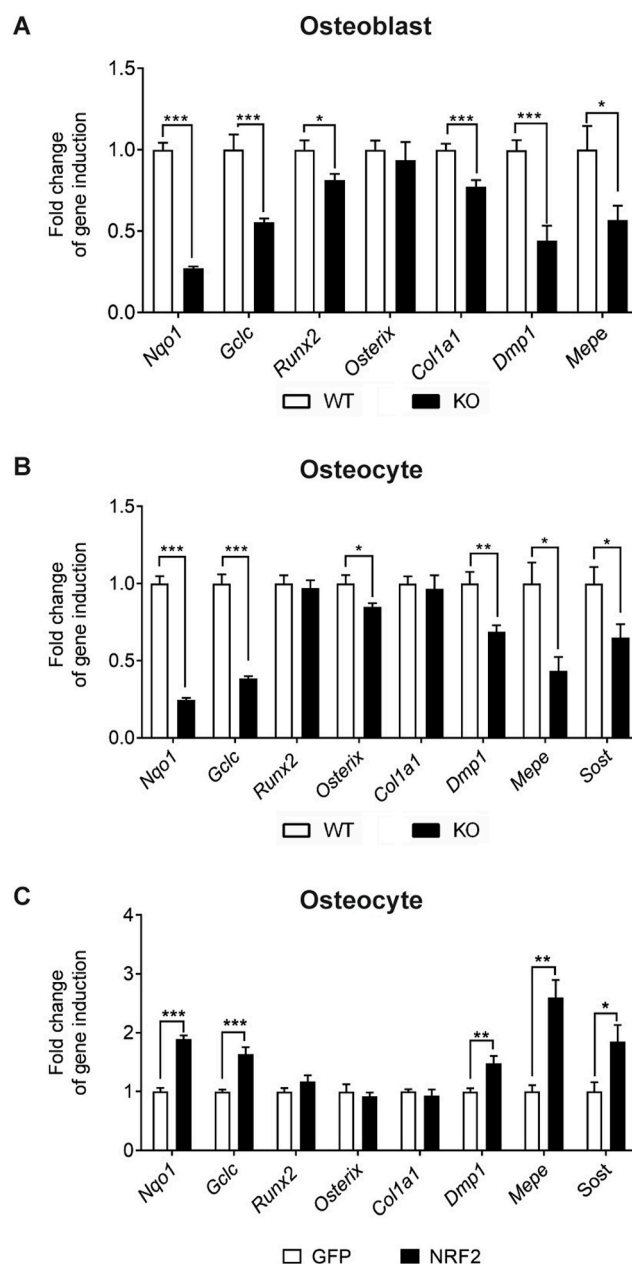 A
Osteoblast
Fold change
of gene induction
1.5
1.0
0.5
0.0
*** *** * *** *** *
Nqo1 Gclc Runx2 Osterix Col1a1 Dmp1 Mepe
WT KO
B
Osteocyte
Fold change
of gene induction
1.5
1.0
0.5
0.0
*** *** * ** * *
Nqo1 Gclc Runx2 Osterix Col1a1 Dmp1 Mepe Sost
WT KO
C
Osteocyte
Fold change
of gene induction
4
3
2
1
0
*** *** ** ** *
Nqo1 Gclc Runx2 Osterix Col1a1 Dmp1 Mepe Sost
GFP NRF2